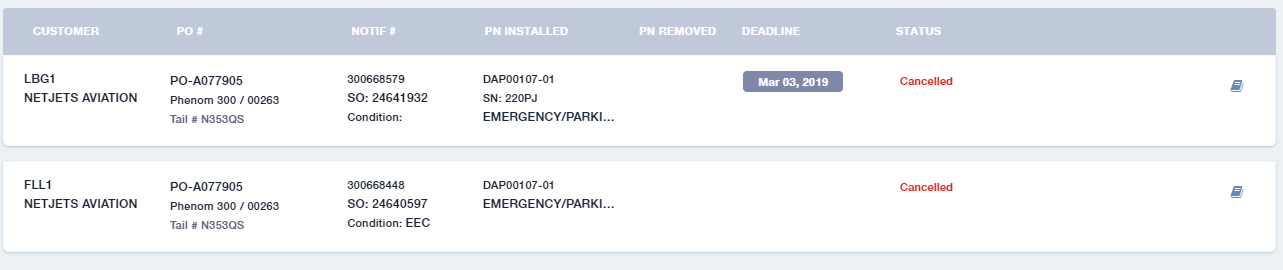 CUSTOMER PO # NOTIF # PN INSTALLED PN REMOVED DEADLINE STATUS
LBG1 PO-A077905 300668579 DAP00107-01 Mar 03, 2019 Cancelled
NETJETS AVIATION Phenom 300 / 00263 SO: 24641932 SN: 220PJ
Tail # N353QS Condition: EMERGENCY/PARKI...
FLL1 PO-A077905 300668448 DAP00107-01 Cancelled
NETJETS AVIATION Phenom 300 / 00263 SO: 24640597 EMERGENCY/PARKI...
Tail # N353QS Condition: EEC